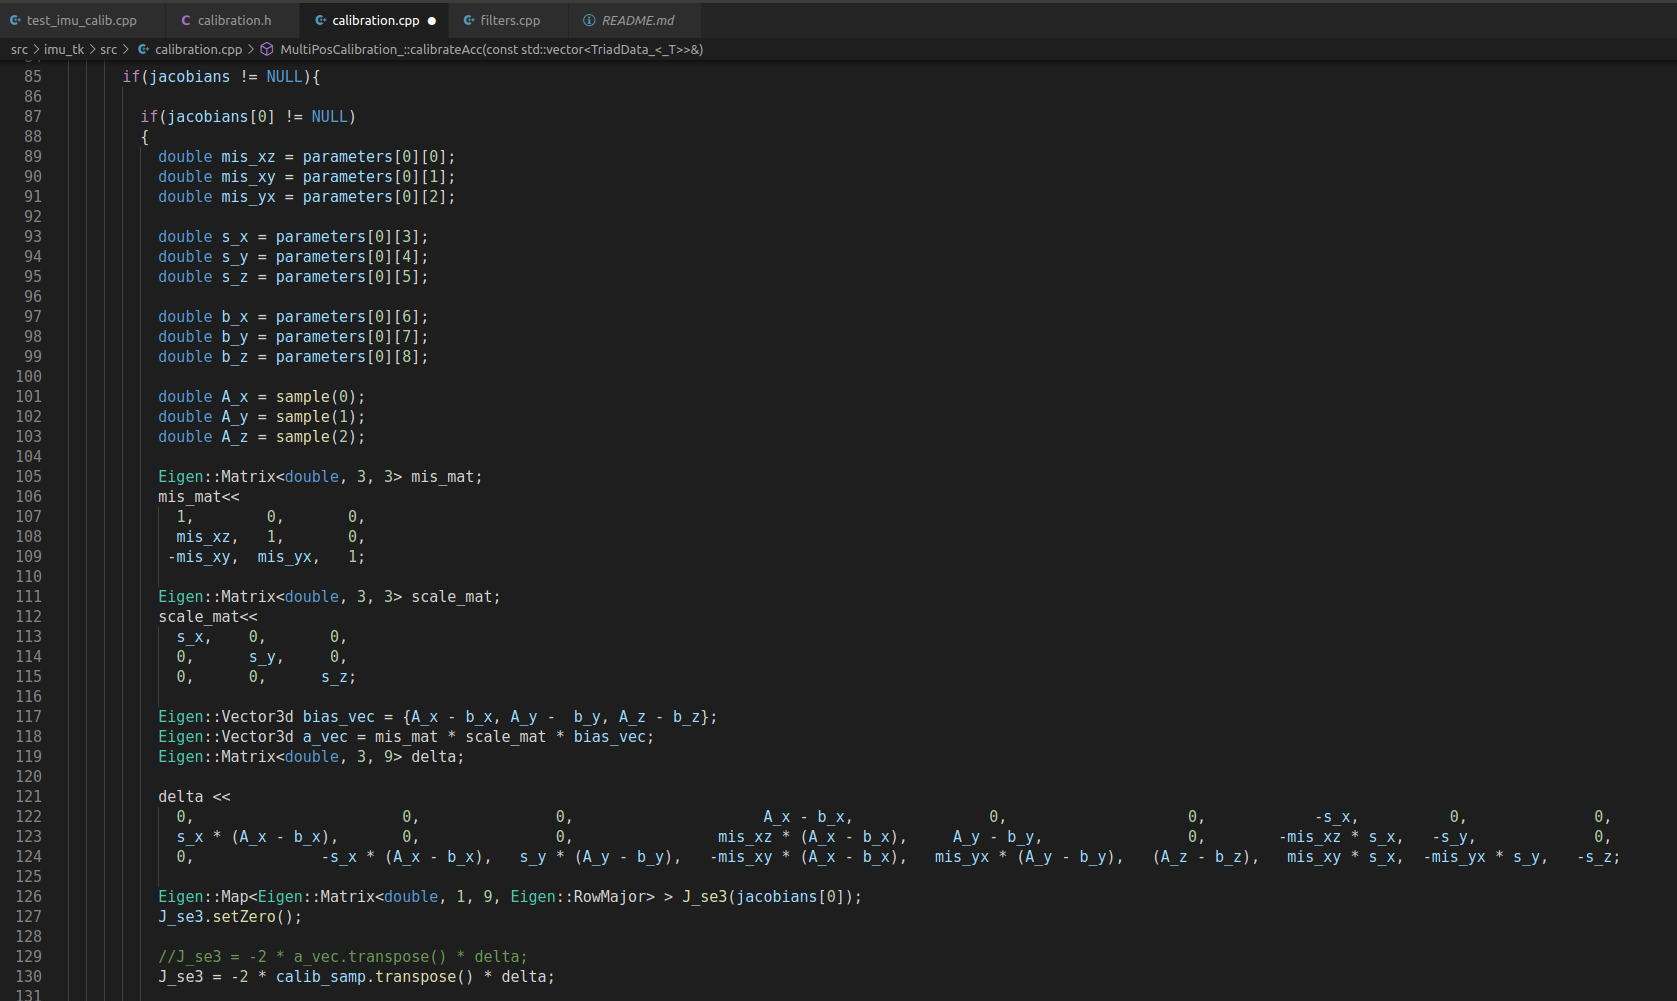 test_imu_calib.cpp calibration.h calibration.cpp ● filters.cpp README.md
src > imu_tk > src > calibration.cpp > MultiPosCalibration_::calibrateAcc(const std::vector<TriadData_<_T>>&)
85 if(jacobians != NULL){
86
87 if(jacobians[0] != NULL)
88 {
89 double mis_xz = parameters[0][0];
90 double mis_xy = parameters[0][1];
91 double mis_yx = parameters[0][2];
92
93 double s_x = parameters[0][3];
94 double s_y = parameters[0][4];
95 double s_z = parameters[0][5];
96
97 double b_x = parameters[0][6];
98 double b_y = parameters[0][7];
99 double b_z = parameters[0][8];
100
101 double A_x = sample(0);
102 double A_y = sample(1);
103 double A_z = sample(2);
104
105 Eigen::Matrix<double, 3, 3> mis_mat;
106 mis_mat<<
107 1, 0, 0,
108 mis_xz, 1, 0,
109 -mis_xy, mis_yx, 1;
110
111 Eigen::Matrix<double, 3, 3> scale_mat;
112 scale_mat<<
113 s_x, 0, 0,
114 0, s_y, 0,
115 0, 0, s_z;
116
117 Eigen::Vector3d bias_vec = {A_x - b_x, A_y -  b_y, A_z - b_z};
118 Eigen::Vector3d a_vec = mis_mat * scale_mat * bias_vec;
119 Eigen::Matrix<double, 3, 9> delta;
120
121 delta <<
122 0, 0, 0, A_x - b_x, 0, 0, -s_x, 0, 0,
123 s_x * (A_x - b_x), 0, 0, mis_xz * (A_x - b_x), A_y - b_y, 0, -mis_xz * s_x, -s_y, 0,
124 0, -s_x * (A_x - b_x), s_y * (A_y - b_y), -mis_xy * (A_x - b_x), mis_yx * (A_y - b_y), (A_z - b_z), mis_xy * s_x, -mis_yx * s_y, -s_z;
125
126 Eigen::Map<Eigen::Matrix<double, 1, 9, Eigen::RowMajor> > J_se3(jacobians[0]);
127 J_se3.setZero();
128
129 //J_se3 = -2 * a_vec.transpose() * delta;
130 J_se3 = -2 * calib_samp.transpose() * delta;
131